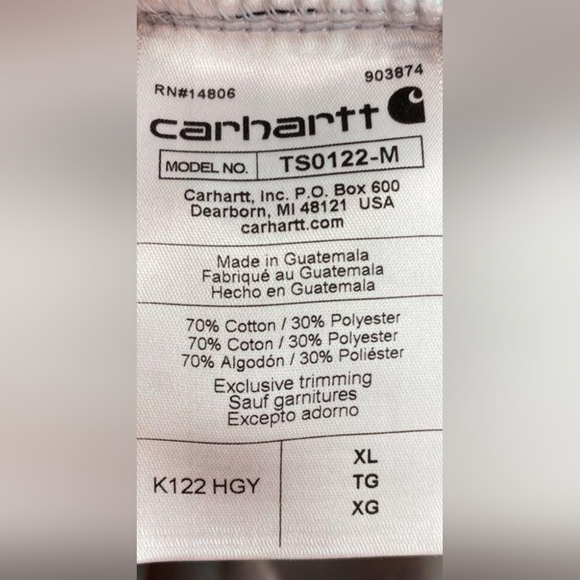 903874
RN#14806
carhartt
MODEL NO. TS0122-M
Carhartt, Inc. P.O. Box 600
Dearborn, MI 48121 USA
carhartt.com
Made in Guatemala
Fabriqué au Guatemala
Hecho en Guatemala
70% Cotton / 30% Polyester
70% Coton / 30% Polyester
70% Algodón / 30% Poliéster
Exclusive trimming
Sauf garnitures
Excepto adorno
K122 HGY
XL
TG
XG